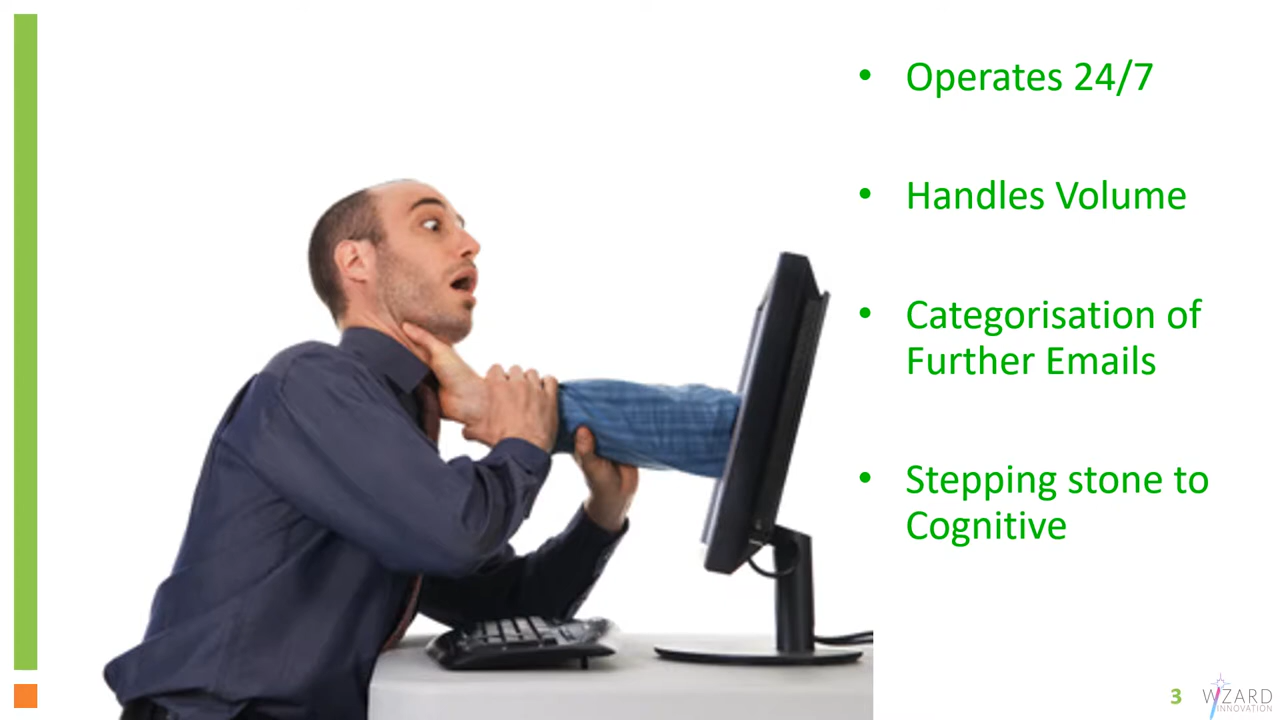 • Operates 24/7
• Handles Volume
• Categorisation of
Further Emails
• Stepping stone to
Cognitive
3
WIZARD
INNOVATION